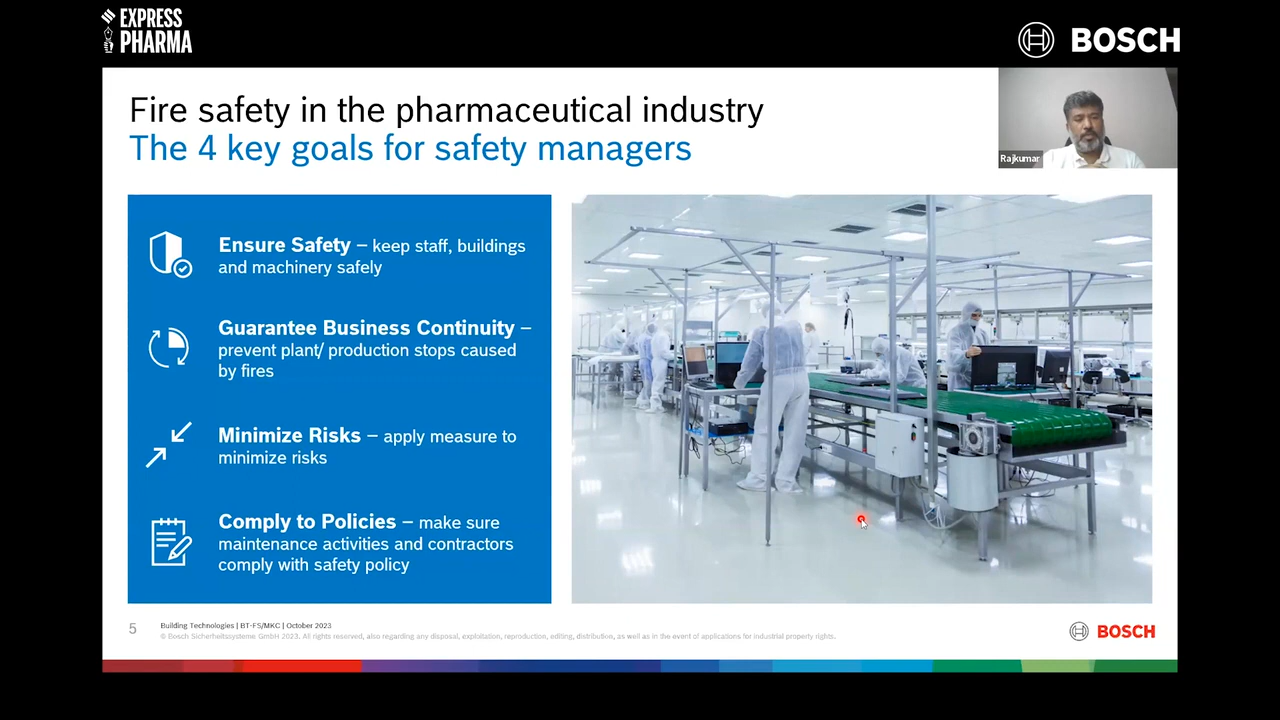 EXPRESS
PHARMA
BOSCH
Fire safety in the pharmaceutical industry
The 4 key goals for safety managers
Rajkumar
Ensure Safety – keep staff, buildings
and machinery safely
Guarantee Business Continuity –
prevent plant/ production stops caused
by fires
Minimize Risks – apply measure to
minimize risks
Comply to Policies – make sure
maintenance activities and contractors
comply with safety policy
5
Building Technologies | BT-FS/MKC | October 2023
© Bosch Sicherheitssysteme GmbH 2023. All rights reserved, also regarding any disposal, exploitation, reproduction, editing, distribution, as well as in the event of applications for industrial property rights.
BOSCH